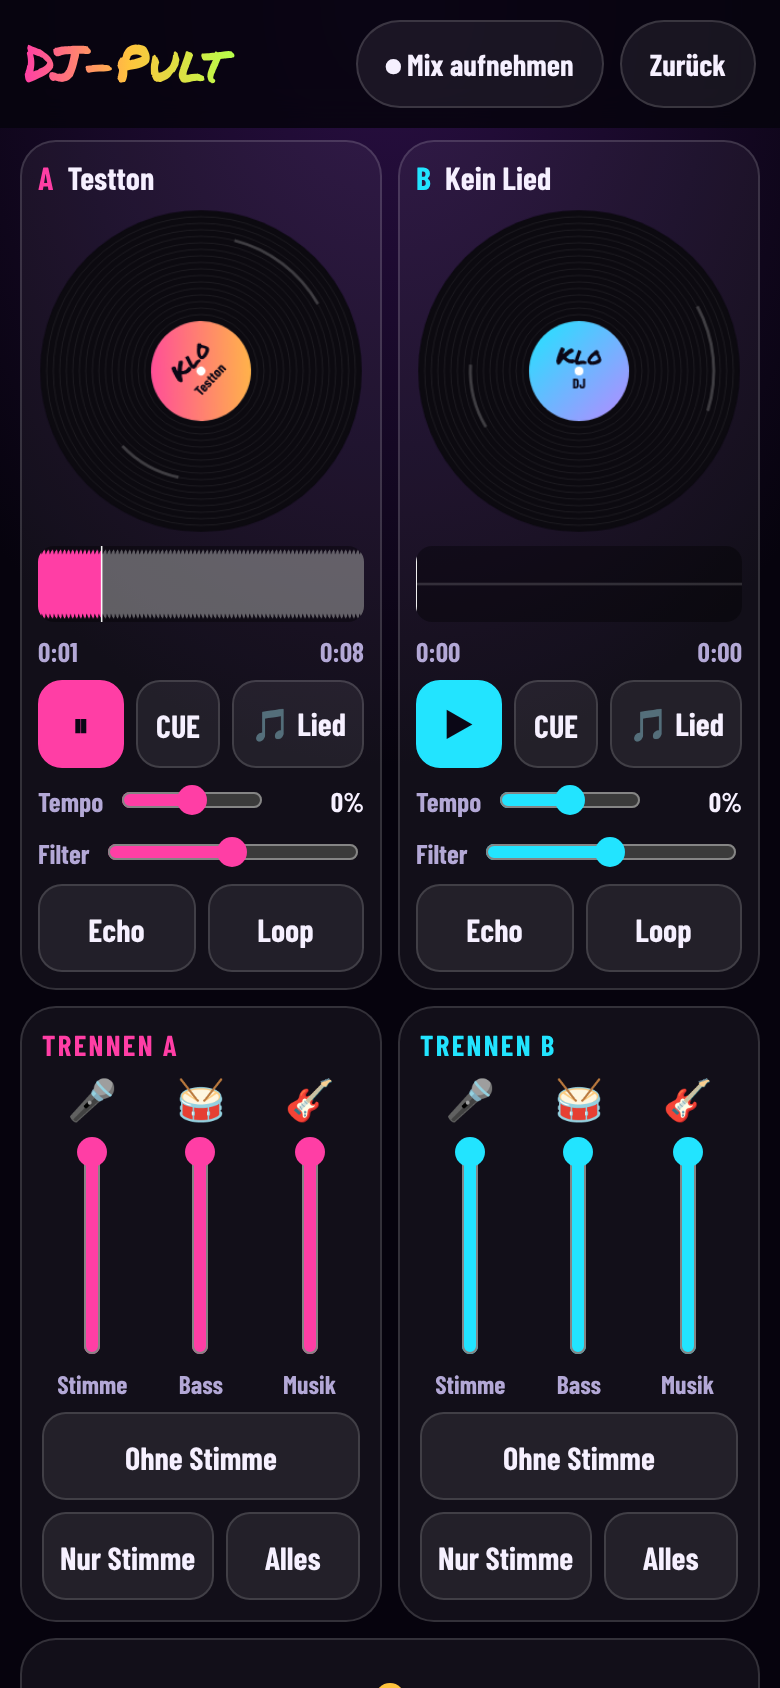 DJ-PULT
Mix aufnehmen
Zurück
A Testton
KLO
Testton
0:01 0:08
CUE
Lied
Tempo 0%
Filter
Echo
Loop
B Kein Lied
KLO
DJ
0:00 0:00
CUE
Lied
Tempo 0%
Filter
Echo
Loop
TRENNEN A
Stimme Bass Musik
Ohne Stimme
Nur Stimme
Alles
TRENNEN B
Stimme Bass Musik
Ohne Stimme
Nur Stimme
Alles